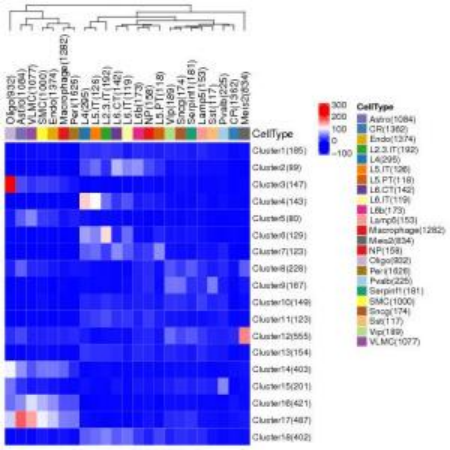 Oligo(932)
Astro(1084)
VLMC(1077)
SMC(1000)
Endo(1374)
Macrophage(1282)
Peri(1626)
L4(295)
L5.IT(126)
L2.3.IT(192)
L6.CT(142)
L6.IT(119)
L6b(173)
NP(158)
L5.PT(118)
Vip(189)
Sncg(174)
Serpinf1(181)
Lamp5(153)
Sst(117)
Pvalb(225)
CR(1362)
Meis2(834)
CellType
Cluster1(185)
Cluster2(89)
Cluster3(147)
Cluster4(143)
Cluster5(80)
Cluster6(129)
Cluster7(123)
Cluster8(228)
Cluster9(167)
Cluster10(149)
Cluster11(123)
Cluster12(555)
Cluster13(154)
Cluster14(403)
Cluster15(201)
Cluster16(421)
Cluster17(487)
Cluster18(402)
300
200
100
0
−100
CellType
Astro(1084)
CR(1362)
Endo(1374)
L2.3.IT(192)
L4(295)
L5.IT(126)
L5.PT(118)
L6.CT(142)
L6.IT(119)
L6b(173)
Lamp5(153)
Macrophage(1282)
Meis2(834)
NP(158)
Oligo(932)
Peri(1626)
Pvalb(225)
Serpinf1(181)
SMC(1000)
Sncg(174)
Sst(117)
Vip(189)
VLMC(1077)